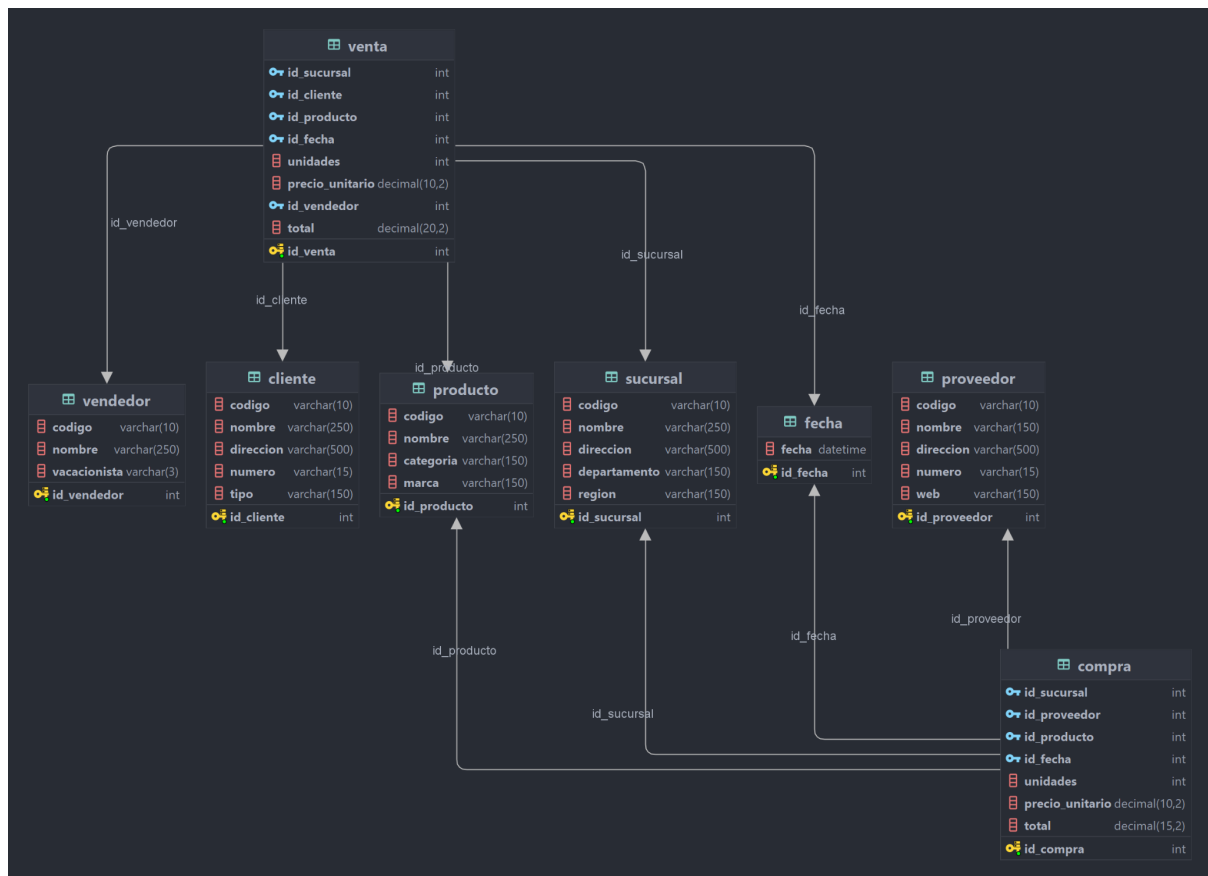 venta
id_sucursal int
id_cliente int
id_producto int
id_fecha int
unidades int
precio_unitario decimal(10,2)
id_vendedor int
total decimal(20,2)
id_venta int
id_vendedor
id_sucursal
id_cliente
id_fecha
id_producto
vendedor
codigo varchar(10)
nombre varchar(250)
vacacionista varchar(3)
id_vendedor int
cliente
codigo varchar(10)
nombre varchar(250)
direccion varchar(500)
numero varchar(15)
tipo varchar(150)
id_cliente int
producto
codigo varchar(10)
nombre varchar(250)
categoria varchar(150)
marca varchar(150)
id_producto int
sucursal
codigo varchar(10)
nombre varchar(250)
direccion varchar(500)
departamento varchar(150)
region varchar(150)
id_sucursal int
fecha
fecha datetime
id_fecha int
proveedor
codigo varchar(10)
nombre varchar(150)
direccion varchar(500)
numero varchar(15)
web varchar(150)
id_proveedor int
id_proveedor
id_fecha
id_producto
id_sucursal
compra
id_sucursal int
id_proveedor int
id_producto int
id_fecha int
unidades int
precio_unitario decimal(10,2)
total decimal(15,2)
id_compra int